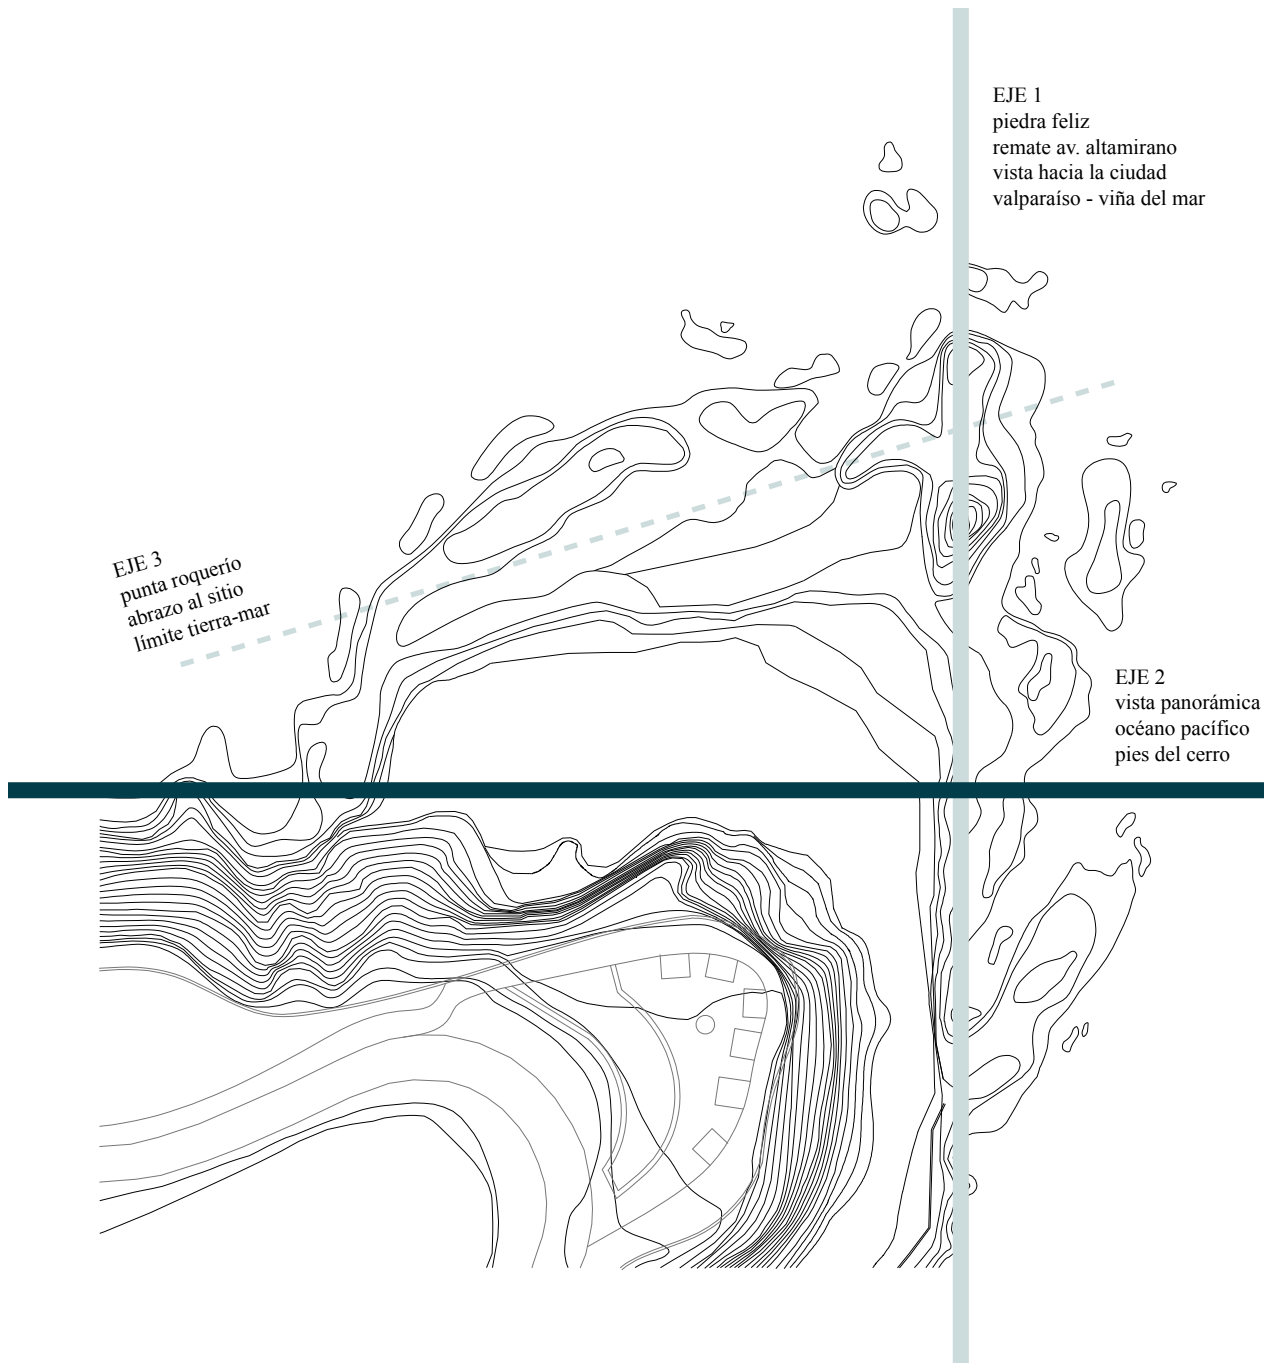 EJE 1
piedra feliz
remate av. altamirano
vista hacia la ciudad
valparaíso - viña del mar
EJE 3
punta roquerío
abrazo al sitio
límite tierra-mar
EJE 2
vista panorámica
océano pacífico
pies del cerro